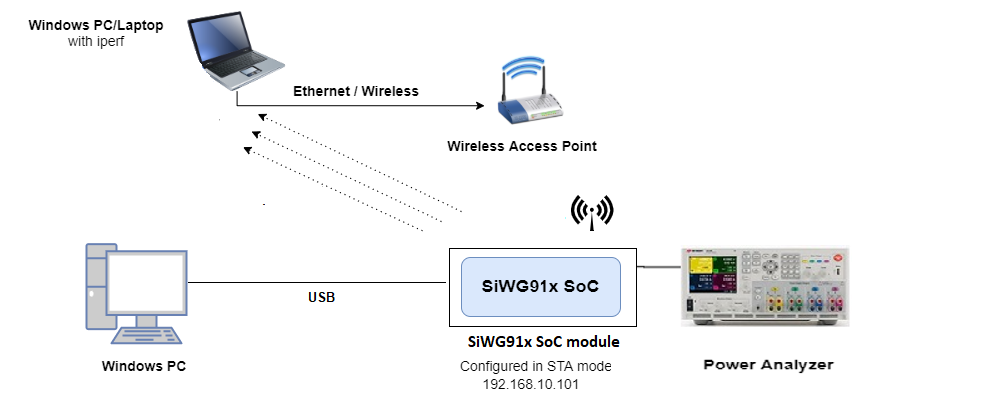 Windows PC/Laptop
with iperf
Ethernet / Wireless
Wireless Access Point
USB
SiWG91x SoC
SiWG91x SoC module
Configured in STA mode
192.168.10.101
Windows PC
Power Analyzer